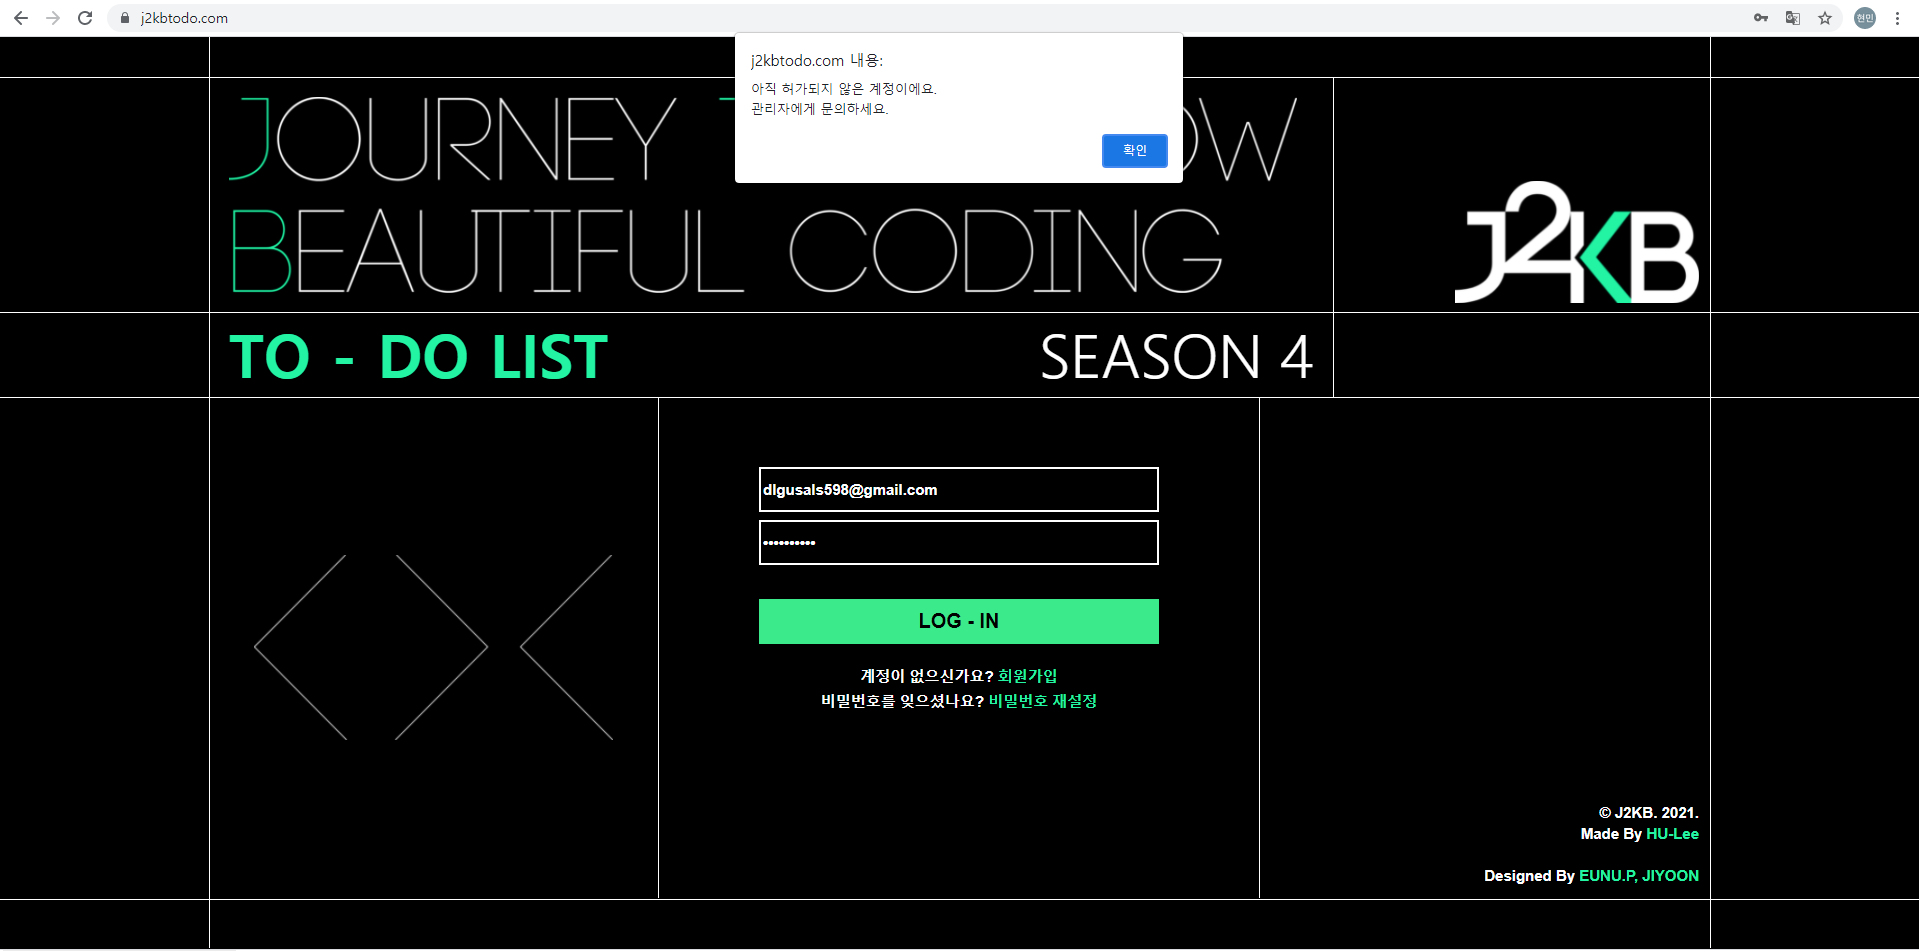 j2kbtodo.com
현민
j2kbtodo.com 내용:
아직 허가되지 않은 계정이에요.
관리자에게 문의하세요.
확인
JOURNEY OW
BEAUTIFUL CODING
J2KB
TO - DO LIST
SEASON 4
dlgusals598@gmail.com
LOG - IN
계정이 없으신가요? 회원가입
비밀번호를 잊으셨나요? 비밀번호 재설정
© J2KB. 2021.
Made By HU-Lee
Designed By EUNU.P, JIYOON